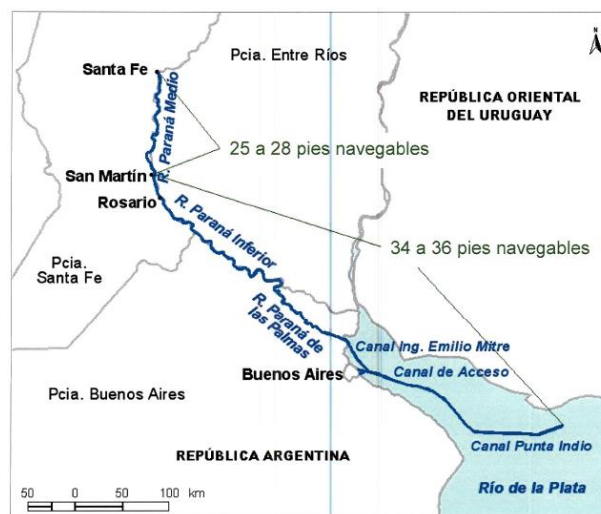 N
Pcia. Entre Ríos
Santa Fe
REPÚBLICA ORIENTAL
DEL URUGUAY
R. Paraná Medio
25 a 28 pies navegables
San Martín
Rosario
R. Paraná Inferior
34 a 36 pies navegables
Pcia.
Santa Fe
R. Paraná de
las Palmas
Canal Ing. Emilio Mitre
Buenos Aires
Canal de Acceso
Pcia. Buenos Aires
Canal Punta Indio
REPÚBLICA ARGENTINA
Río de la Plata
50 0 50 100 km